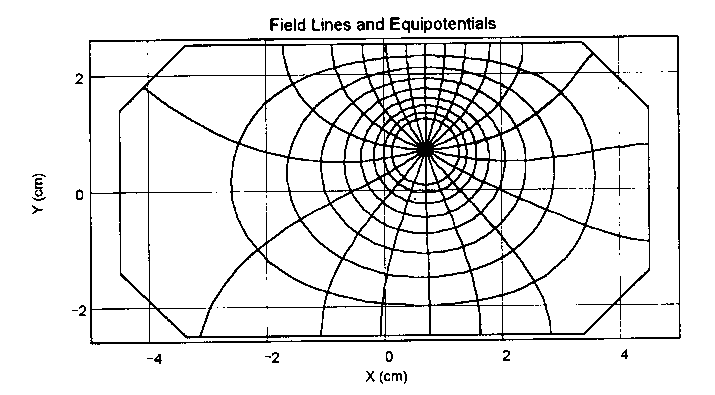 Field Lines and Equipotentials
2
0
−2
Y (cm)
−4 −2 0 2 4
X (cm)